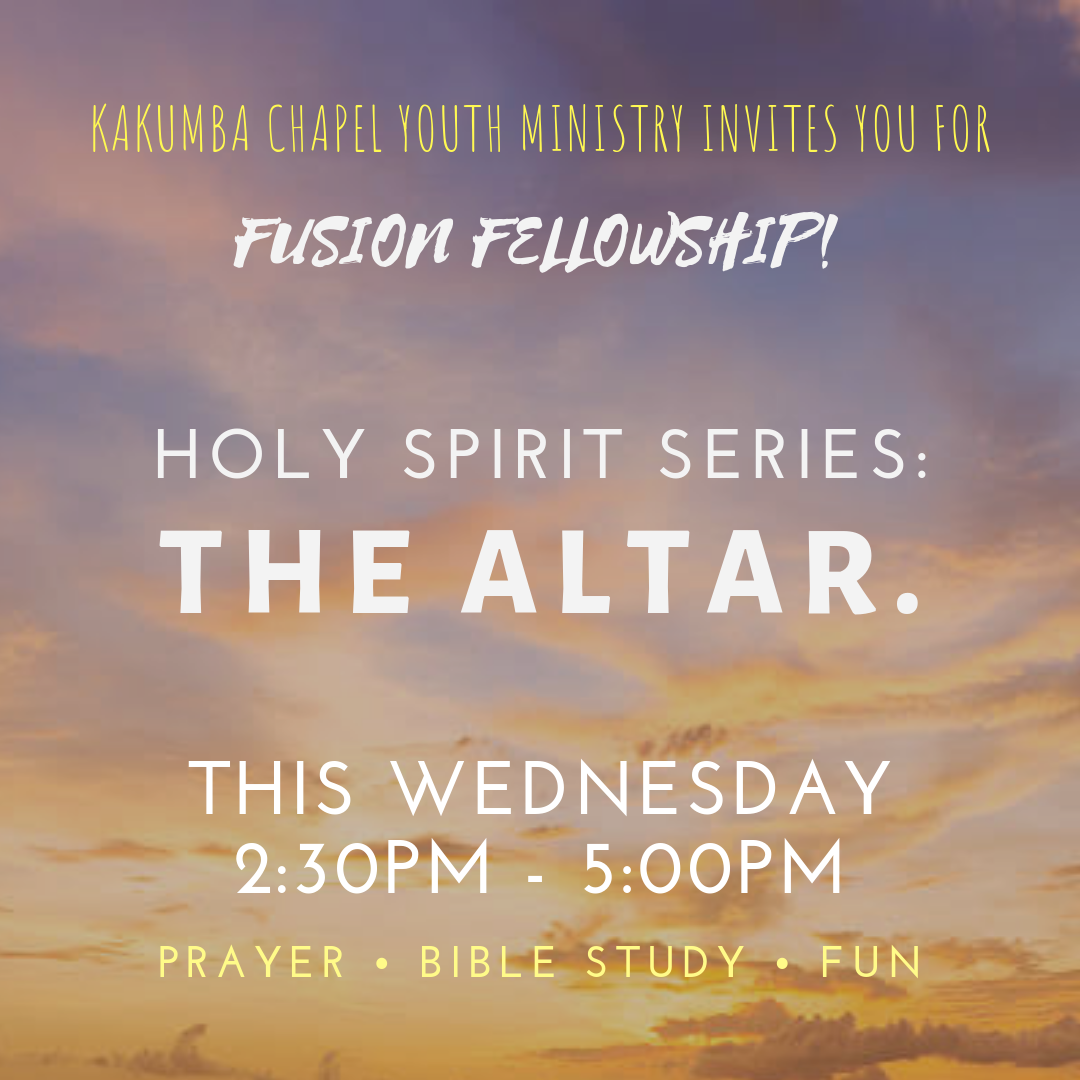 KAKUMBA CHAPEL YOUTH MINISTRY INVITES YOU FOR
FUSION FELLOWSHIP!
HOLY SPIRIT SERIES:
THE ALTAR.
THIS WEDNESDAY
2:30PM - 5:00PM
PRAYER • BIBLE STUDY • FUN